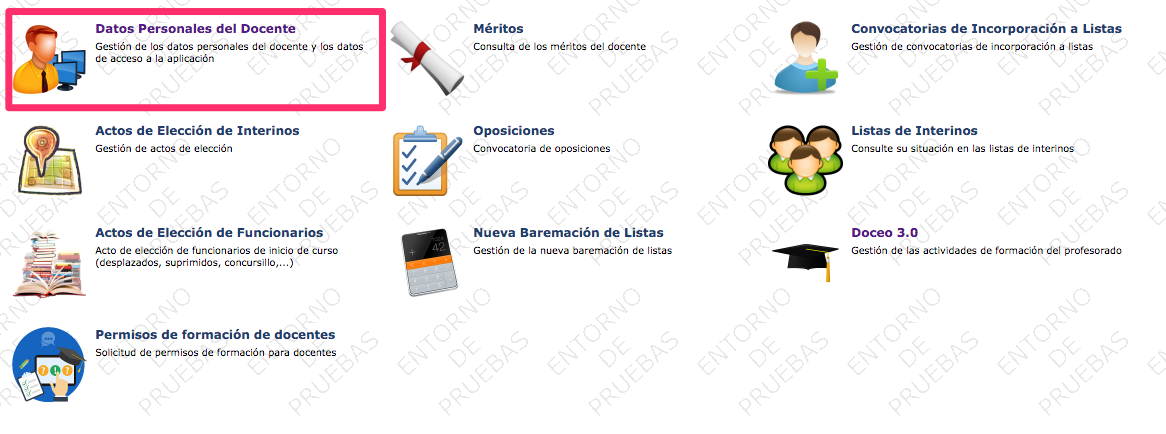 Datos Personales del Docente
Gestión de los datos personales del docente y los datos
de acceso a la aplicación
Méritos
Consulta de los méritos del docente
Convocatorias de Incorporación a Listas
Gestión de convocatorias de incorporación a listas
Actos de Elección de Interinos
Gestión de actos de elección
Oposiciones
Convocatoria de oposiciones
Listas de Interinos
Consulte su situación en las listas de interinos
Actos de Elección de Funcionarios
Acto de elección de funcionarios de inicio de curso
(desplazados, suprimidos, concursillo,...)
Nueva Baremación de Listas
Gestión de la nueva baremación de listas
42
Doceo 3.0
Gestión de las actividades de formación del profesorado
Permisos de formación de docentes
Solicitud de permisos de formación para docentes
ENTORNO
DE
PRUEBAS